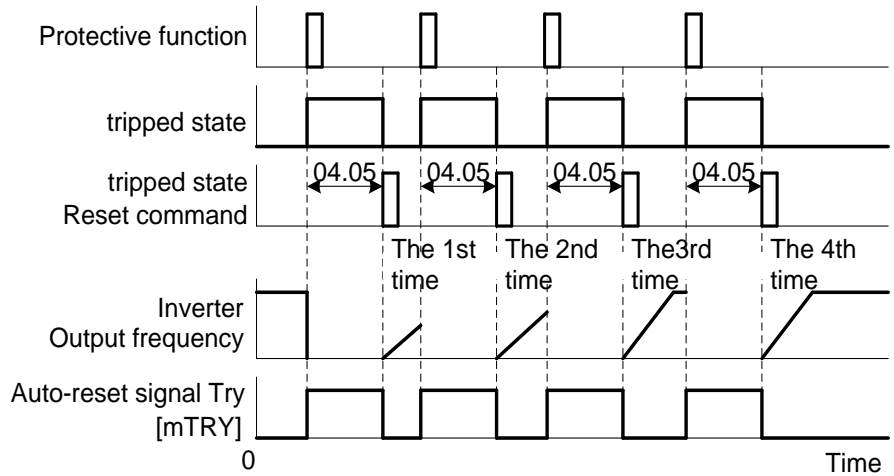 Protective function
tripped state
04.05 04.05 04.05 04.05
tripped state
Reset command
The 1st time
The 2nd time
The3rd time
The 4th time
Inverter
Output frequency
Auto-reset signal Try
[mTRY]
0
Time